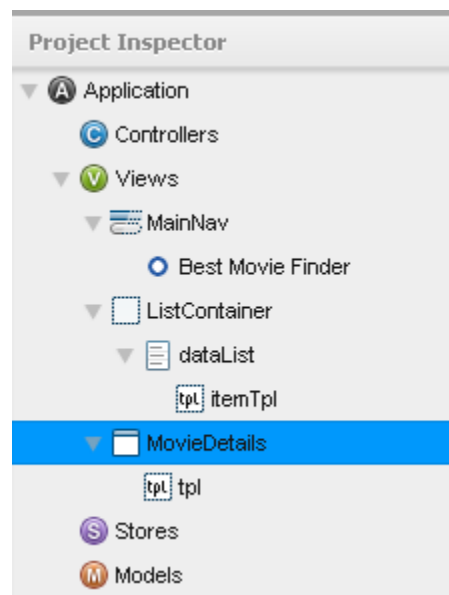 Project Inspector
A Application
C Controllers
V Views
MainNav
Best Movie Finder
ListContainer
dataList
tpl itemTpl
MovieDetails
tpl tpl
S Stores
M Models